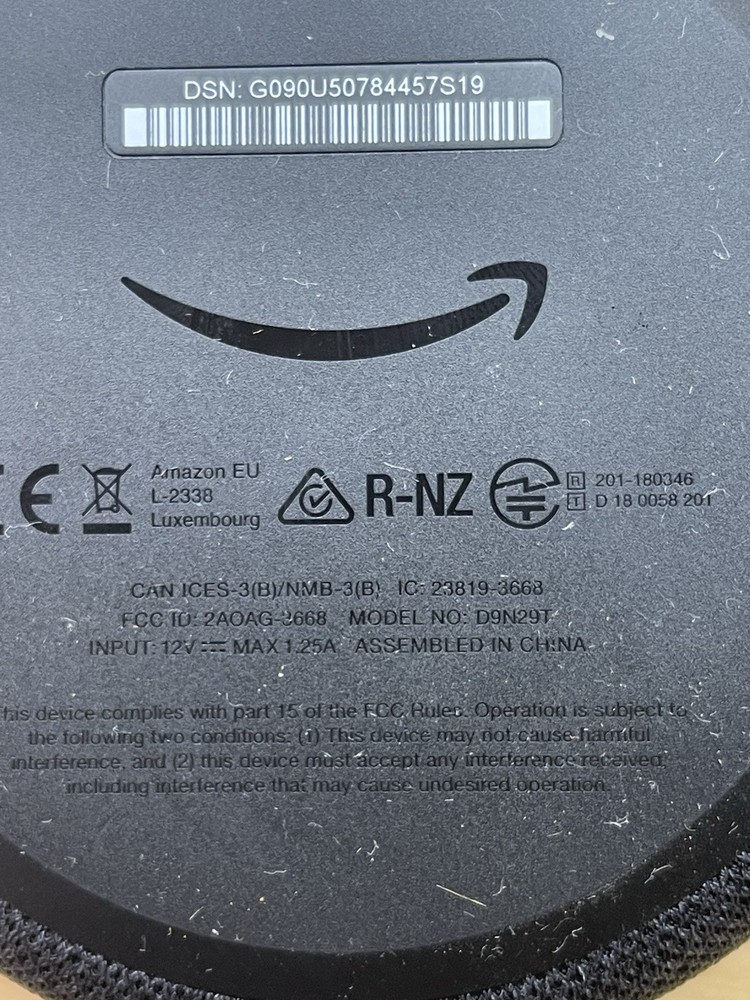 DSN: G090U50784457S19
CE
Amazon EU
L-2338
Luxembourg
R-NZ
R 201-180346
T D 18 0058 201
CAN ICES-3(B)/NMB-3(B) IC: 23819-3668
FCC ID: 2AOAG-3668 MODEL NO: D9N29T
INPUT: 12V⎓ MAX 1.25A ASSEMBLED IN CHINA
This device complies with part 15 of the FCC Rules. Operation is subject to
the following two conditions: (1) This device may not cause harmful
interference, and (2) this device must accept any interference received,
including interference that may cause undesired operation.